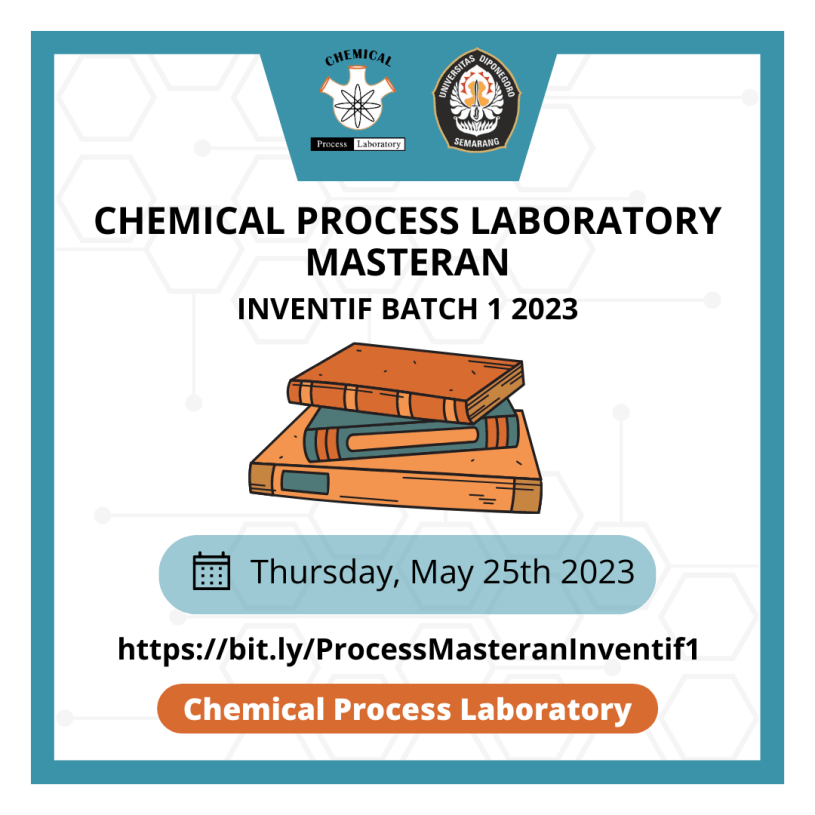 CHEMICAL
Process Laboratory
UNIVERSITAS DIPONEGORO
SEMARANG
CHEMICAL PROCESS LABORATORY
MASTERAN
INVENTIF BATCH 1 2023
Thursday, May 25th 2023
https://bit.ly/ProcessMasteranInventif1
Chemical Process Laboratory